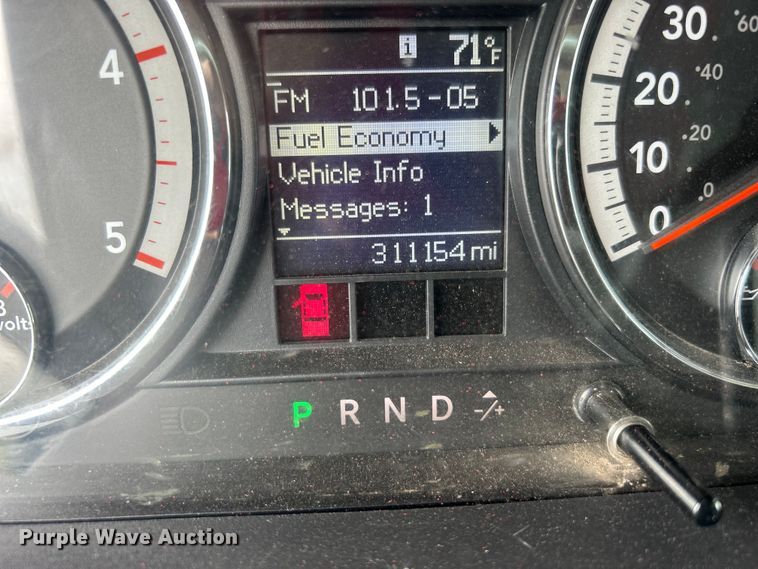 71°F
FM 101.5-05
Fuel Economy
Vehicle Info
Messages: 1
311154 mi
4
5
8
volts
30
20
10
0
60
40
20
0
P R N D -/+
Purple Wave Auction